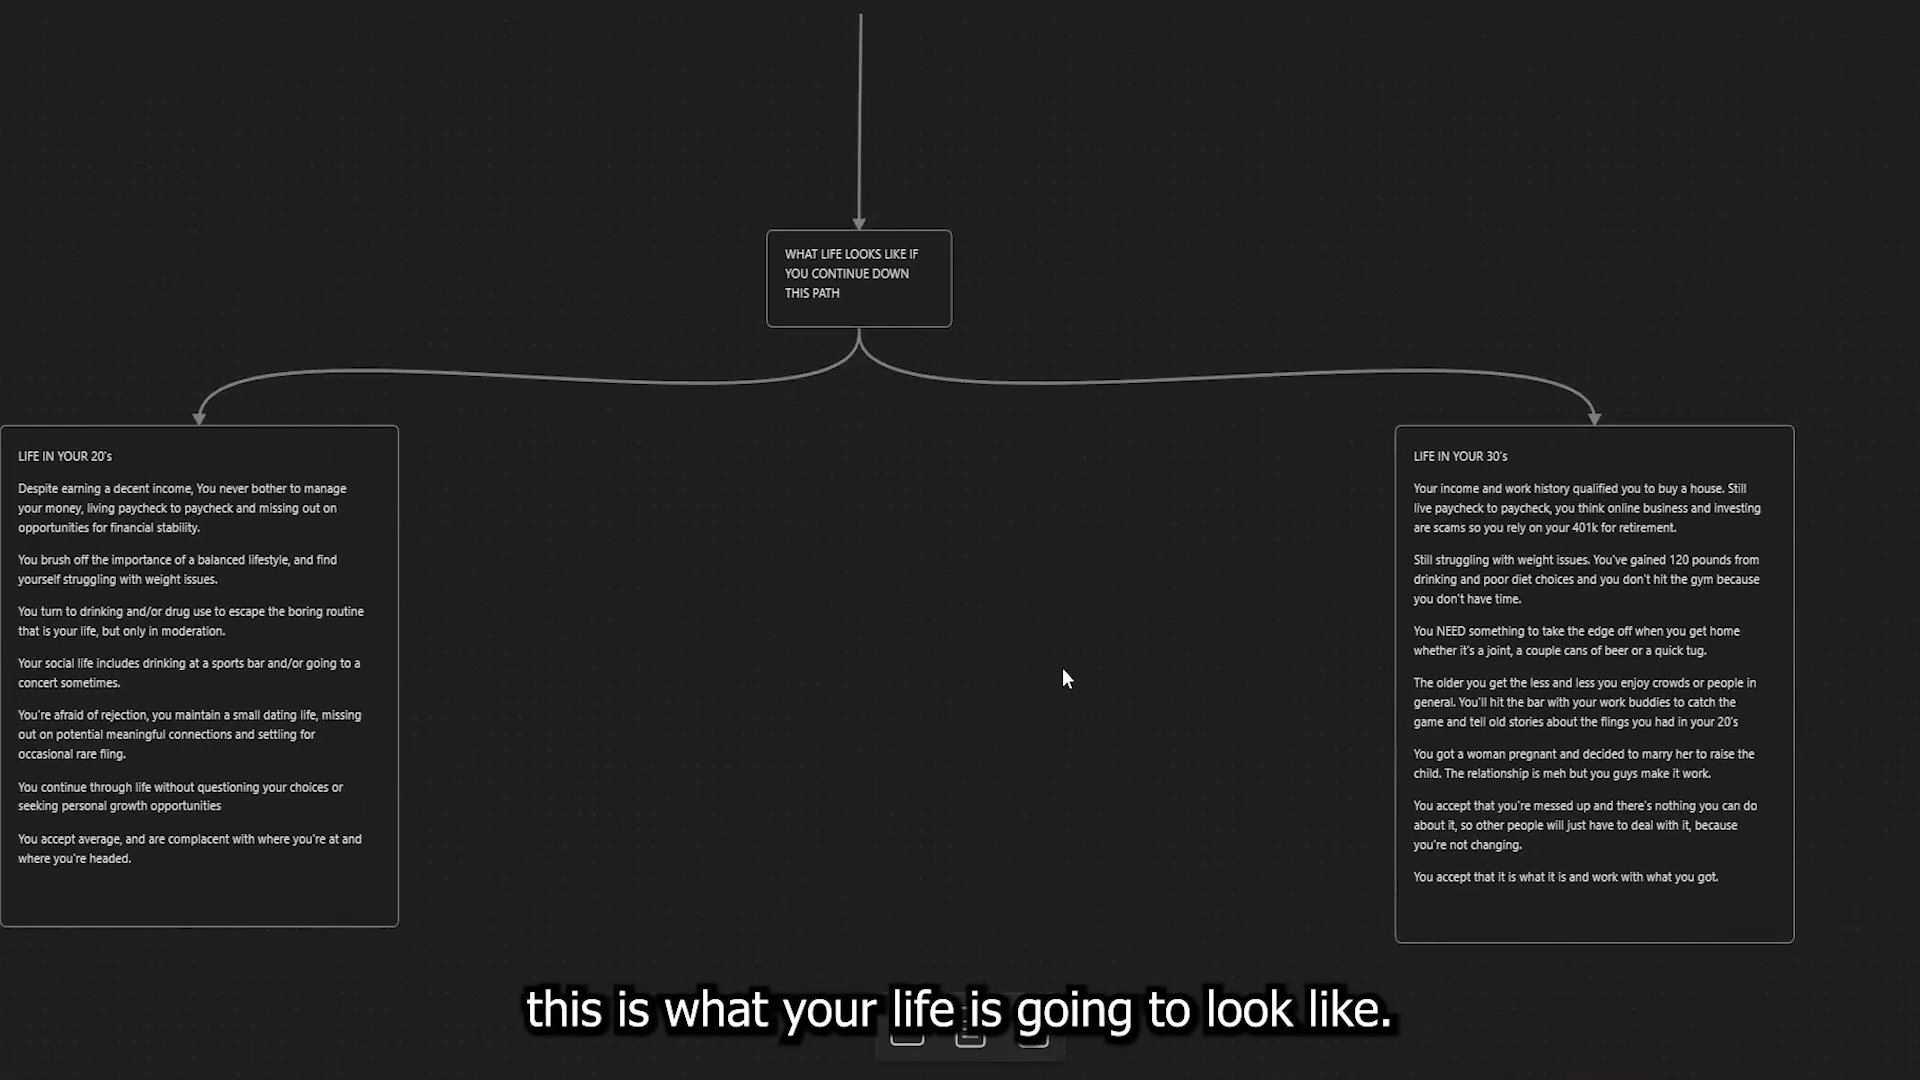 WHAT LIFE LOOKS LIKE IF
YOU CONTINUE DOWN
THIS PATH
LIFE IN YOUR 20's
Despite earning a decent income, You never bother to manage
your money, living paycheck to paycheck and missing out on
opportunities for financial stability.
You brush off the importance of a balanced lifestyle, and find
yourself struggling with weight issues.
You turn to drinking and/or drug use to escape the boring routine
that is your life, but only in moderation.
Your social life includes drinking at a sports bar and/or going to a
concert sometimes.
You're afraid of rejection, you maintain a small dating life, missing
out on potential meaningful connections and settling for
occasional rare fling.
You continue through life without questioning your choices or
seeking personal growth opportunities
You accept average, and are complacent with where you're at and
where you're headed.
LIFE IN YOUR 30's
Your income and work history qualified you to buy a house. Still
live paycheck to paycheck, you think online business and investing
are scams so you rely on your 401k for retirement.
Still struggling with weight issues. You've gained 120 pounds from
drinking and poor diet choices and you don't hit the gym because
you don't have time.
You NEED something to take the edge off when you get home
whether it's a joint, a couple cans of beer or a quick tug.
The older you get the less and less you enjoy crowds or people in
general. You'll hit the bar with your work buddies to catch the
game and tell old stories about the flings you had in your 20's
You got a woman pregnant and decided to marry her to raise the
child. The relationship is meh but you guys make it work.
You accept that you're messed up and there's nothing you can do
about it, so other people will just have to deal with it, because
you're not changing.
You accept that it is what it is and work with what you got.
this is what your life is going to look like.